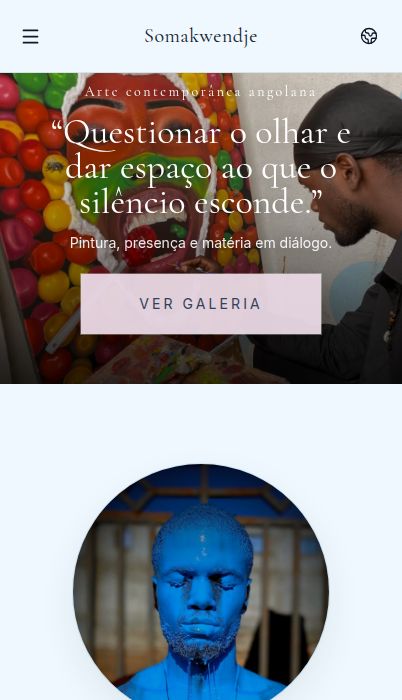 Somakwendje
Arte contemporânea angolana
“Questionar o olhar e
dar espaço ao que o
silêncio esconde.”
Pintura, presença e matéria em diálogo.
VER GALERIA